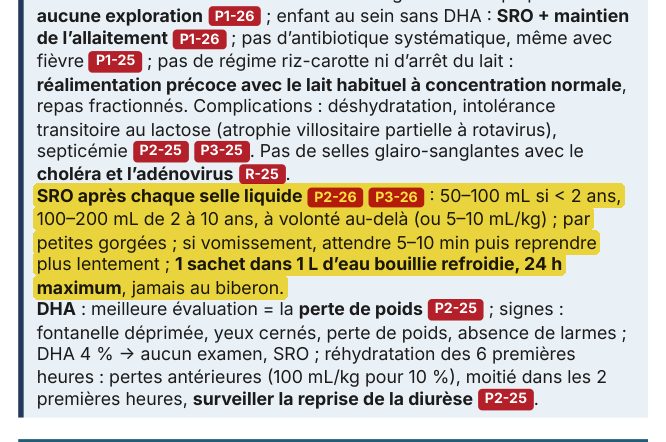 aucune exploration P1-26 ; enfant au sein sans DHA : SRO + maintien
de l’allaitement P1-26 ; pas d’antibiotique systématique, même avec
fièvre P1-25 ; pas de régime riz-carotte ni d’arrêt du lait :
réalimentation précoce avec le lait habituel à concentration normale,
repas fractionnés. Complications : déshydratation, intolérance
transitoire au lactose (atrophie villositaire partielle à rotavirus),
septicémie P2-25 P3-25. Pas de selles glairo-sanglantes avec le
choléra et l’adénovirus R-25.
SRO après chaque selle liquide P2-26 P3-26 : 50–100 mL si < 2 ans,
100–200 mL de 2 à 10 ans, à volonté au-delà (ou 5–10 mL/kg) ; par
petites gorgées ; si vomissement, attendre 5–10 min puis reprendre
plus lentement ; 1 sachet dans 1 L d’eau bouillie refroidie, 24 h
maximum, jamais au biberon.
DHA : meilleure évaluation = la perte de poids P2-25 ; signes :
fontanelle déprimée, yeux cernés, perte de poids, absence de larmes ;
DHA 4 % → aucun examen, SRO ; réhydratation des 6 premières
heures : pertes antérieures (100 mL/kg pour 10 %), moitié dans les 2
premières heures, surveiller la reprise de la diurèse P2-25.